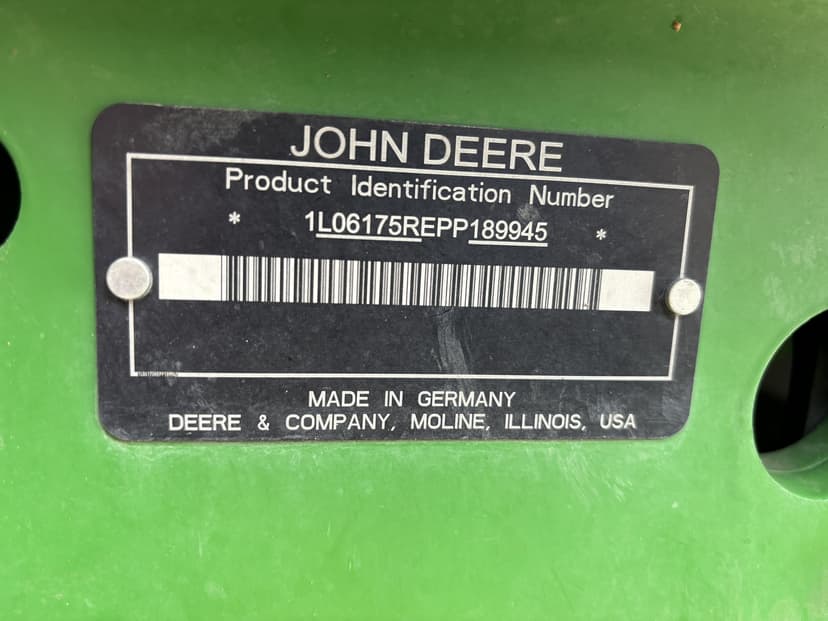 JOHN DEERE
Product Identification Number
* 1L06175REPP189945 *
MADE IN GERMANY
DEERE & COMPANY, MOLINE, ILLINOIS, USA